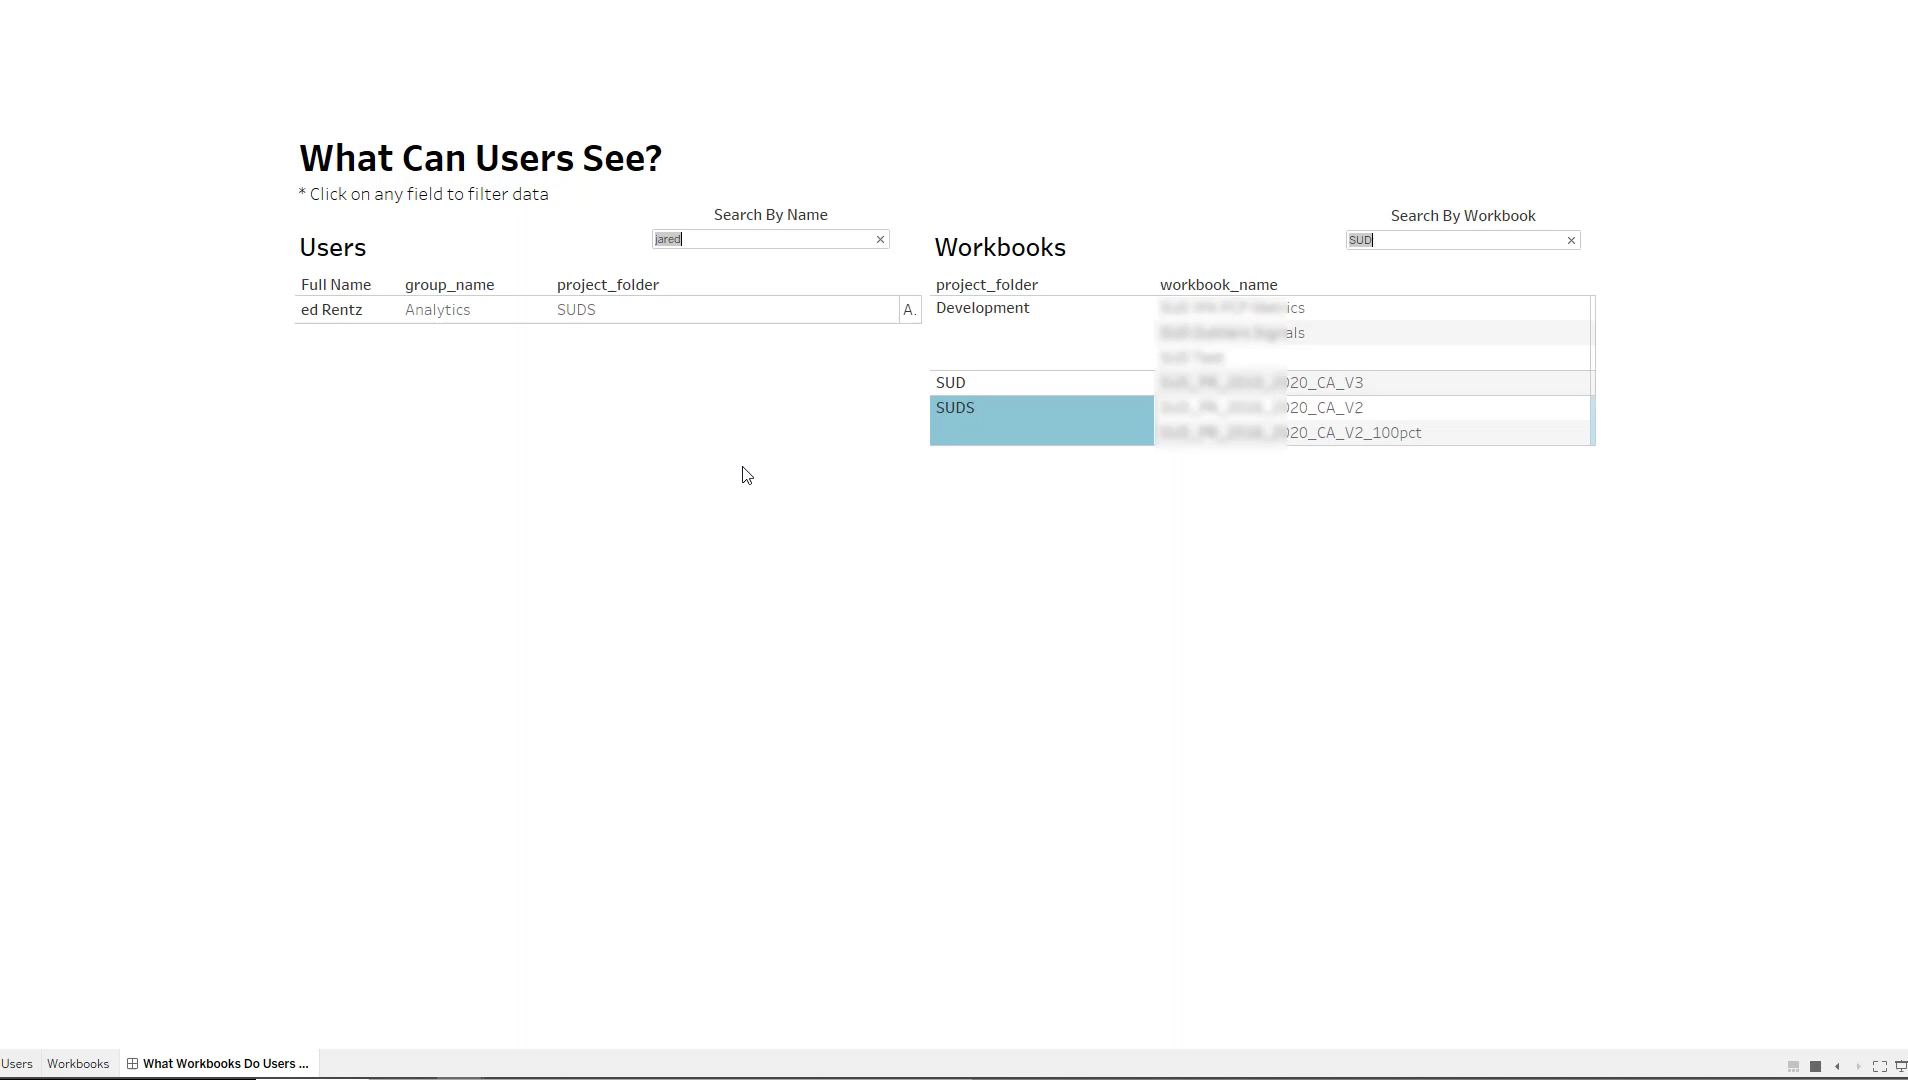 What Can Users See?
* Click on any field to filter data
Search By Name
jared
Users
Full Name group_name project_folder
ed Rentz Analytics SUDS A.
Search By Workbook
SUD
Workbooks
project_folder workbook_name
Development
SUD 020_CA_V3
SUDS 020_CA_V2
020_CA_V2_100pct
Users Workbooks What Workbooks Do Users ...